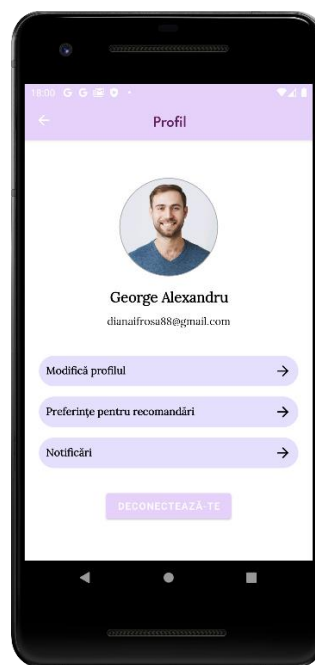 18:00 G G
Profil
George Alexandru
dianaifrosa88@gmail.com
Modifică profilul
Preferințe pentru recomandări
Notificări
DECONECTEAZĂ-TE